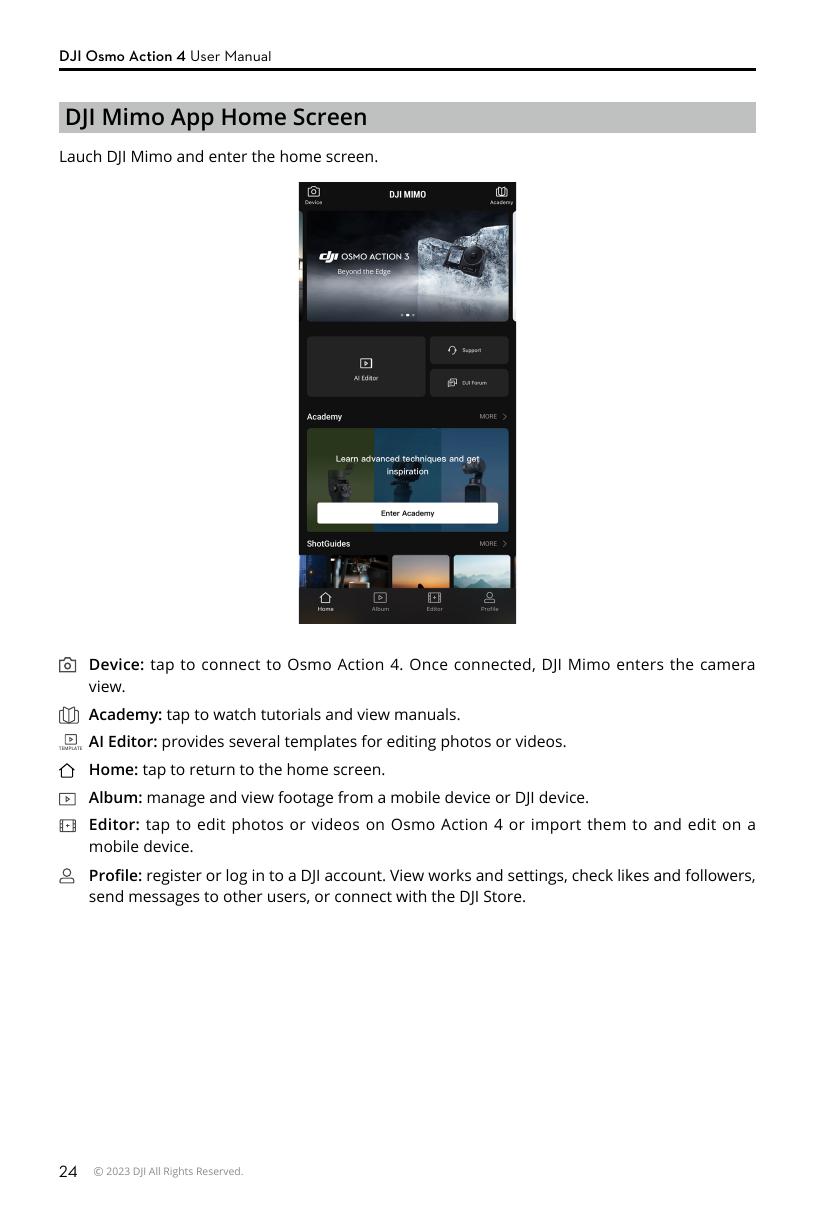 DJI Osmo Action 4 User Manual
DJI Mimo App Home Screen
Lauch DJI Mimo and enter the home screen.
Device
DJI MIMO
Academy
dji OSMO ACTION 3
Beyond the Edge
AI Editor
Support
DJI Forum
Academy
MORE
Learn advanced techniques and get
inspiration
Enter Academy
ShotGuides
MORE
Home
Album
Editor
Profile
Device: tap to connect to Osmo Action 4. Once connected, DJI Mimo enters the camera
view.
Academy: tap to watch tutorials and view manuals.
TEMPLATE AI Editor: provides several templates for editing photos or videos.
Home: tap to return to the home screen.
Album: manage and view footage from a mobile device or DJI device.
Editor: tap to edit photos or videos on Osmo Action 4 or import them to and edit on a
mobile device.
Profile: register or log in to a DJI account. View works and settings, check likes and followers,
send messages to other users, or connect with the DJI Store.
24 © 2023 DJI All Rights Reserved.